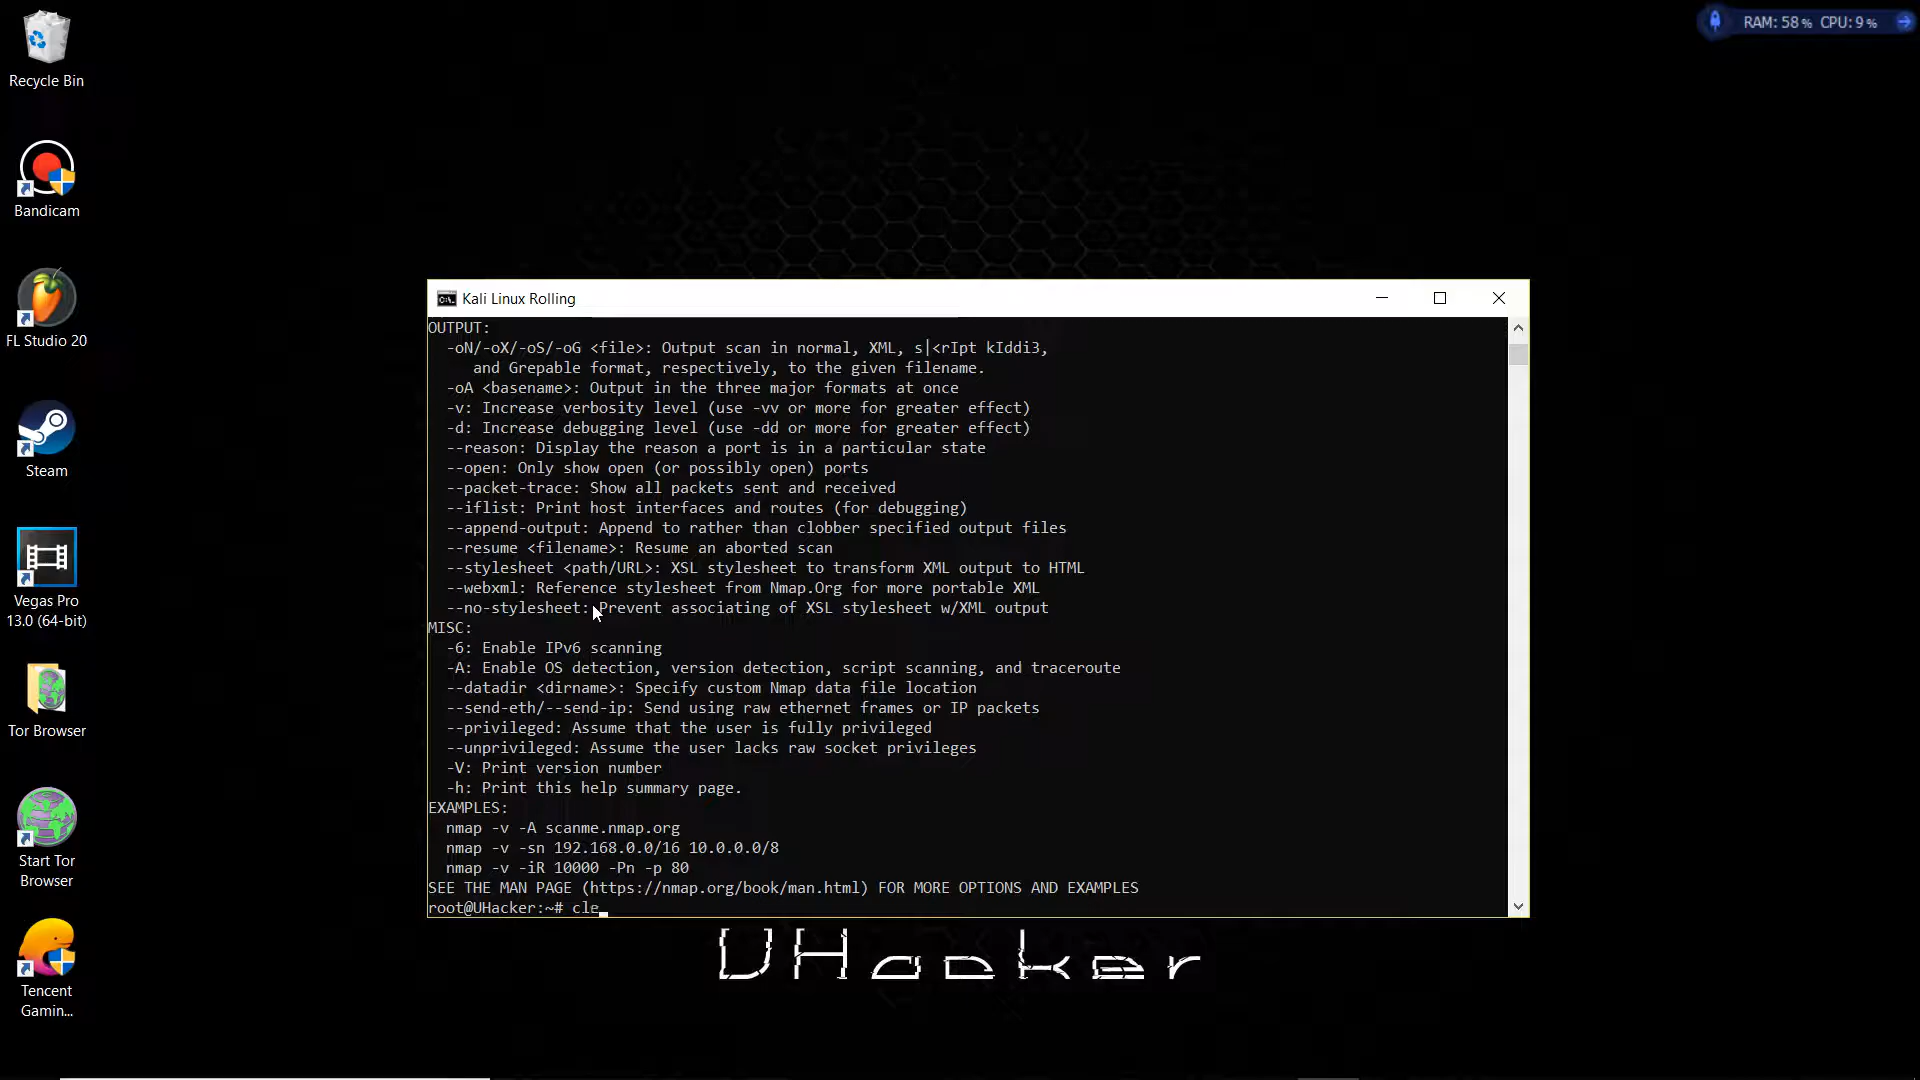 RAM: 58% CPU: 9%
Recycle Bin
Bandicam
FL Studio 20
Steam
Vegas Pro
13.0 (64-bit)
Tor Browser
Start Tor
Browser
Tencent
Gamin...
Kali Linux Rolling
OUTPUT:
  -oN/-oX/-oS/-oG <file>: Output scan in normal, XML, s|<rIpt kIddi3,
     and Grepable format, respectively, to the given filename.
  -oA <basename>: Output in the three major formats at once
  -v: Increase verbosity level (use -vv or more for greater effect)
  -d: Increase debugging level (use -dd or more for greater effect)
  --reason: Display the reason a port is in a particular state
  --open: Only show open (or possibly open) ports
  --packet-trace: Show all packets sent and received
  --iflist: Print host interfaces and routes (for debugging)
  --append-output: Append to rather than clobber specified output files
  --resume <filename>: Resume an aborted scan
  --stylesheet <path/URL>: XSL stylesheet to transform XML output to HTML
  --webxml: Reference stylesheet from Nmap.Org for more portable XML
  --no-stylesheet: Prevent associating of XSL stylesheet w/XML output
MISC:
  -6: Enable IPv6 scanning
  -A: Enable OS detection, version detection, script scanning, and traceroute
  --datadir <dirname>: Specify custom Nmap data file location
  --send-eth/--send-ip: Send using raw ethernet frames or IP packets
  --privileged: Assume that the user is fully privileged
  --unprivileged: Assume the user lacks raw socket privileges
  -V: Print version number
  -h: Print this help summary page.
EXAMPLES:
  nmap -v -A scanme.nmap.org
  nmap -v -sn 192.168.0.0/16 10.0.0.0/8
  nmap -v -iR 10000 -Pn -p 80
SEE THE MAN PAGE (https://nmap.org/book/man.html) FOR MORE OPTIONS AND EXAMPLES
root@UHacker:~# cle
UHacker